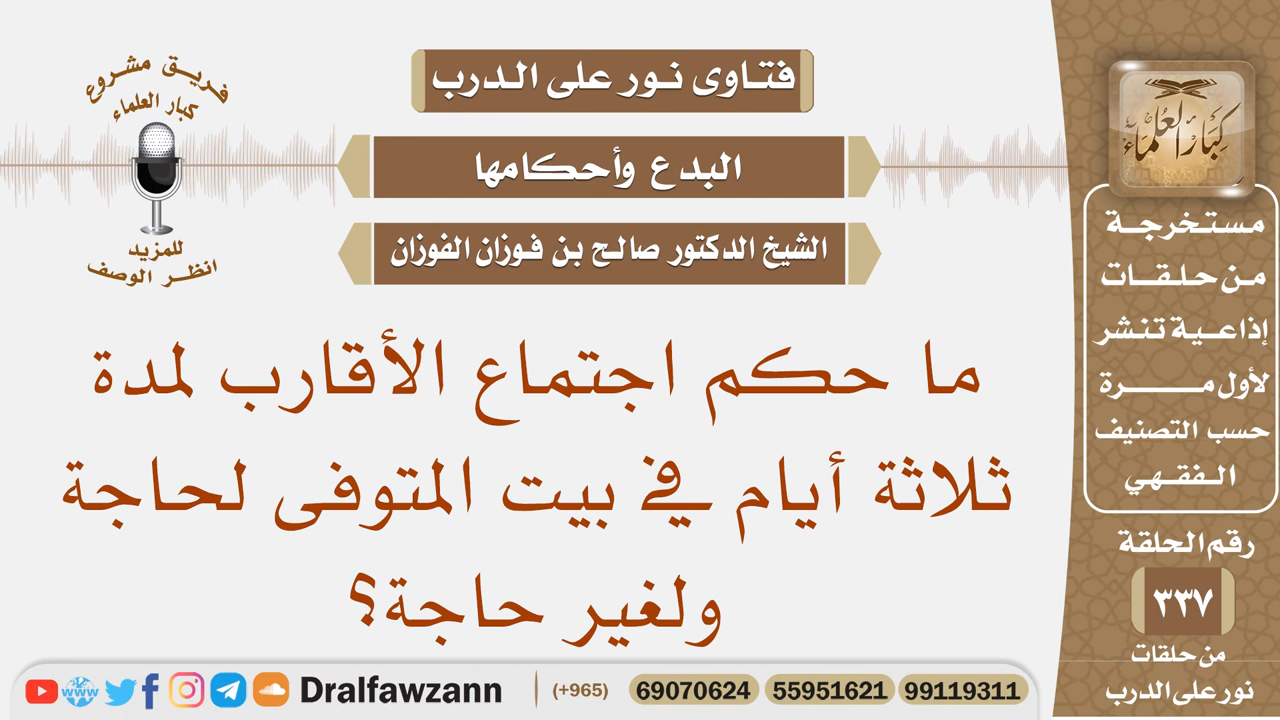 فتاوى نور على الدرب
البدع وأحكامها
الشيخ الدكتور صالح بن فوزان الفوزان
فريق مشروع
كبار العلماء
للمزيد
انظر الوصف
ما حكم اجتماع الأقارب لمدة
ثلاثة أيام في بيت المتوفى لحاجة
ولغير حاجة؟
كبار العلماء
مستخرجة
من حلقات
إذاعية تنشر
لأول مرة
حسب التصنيف
الفقهي
رقم الحلقة
٣٣٧
من حلقات
نور على الدرب
www
Dralfawzann
(+965) 69070624 55951621 99119311